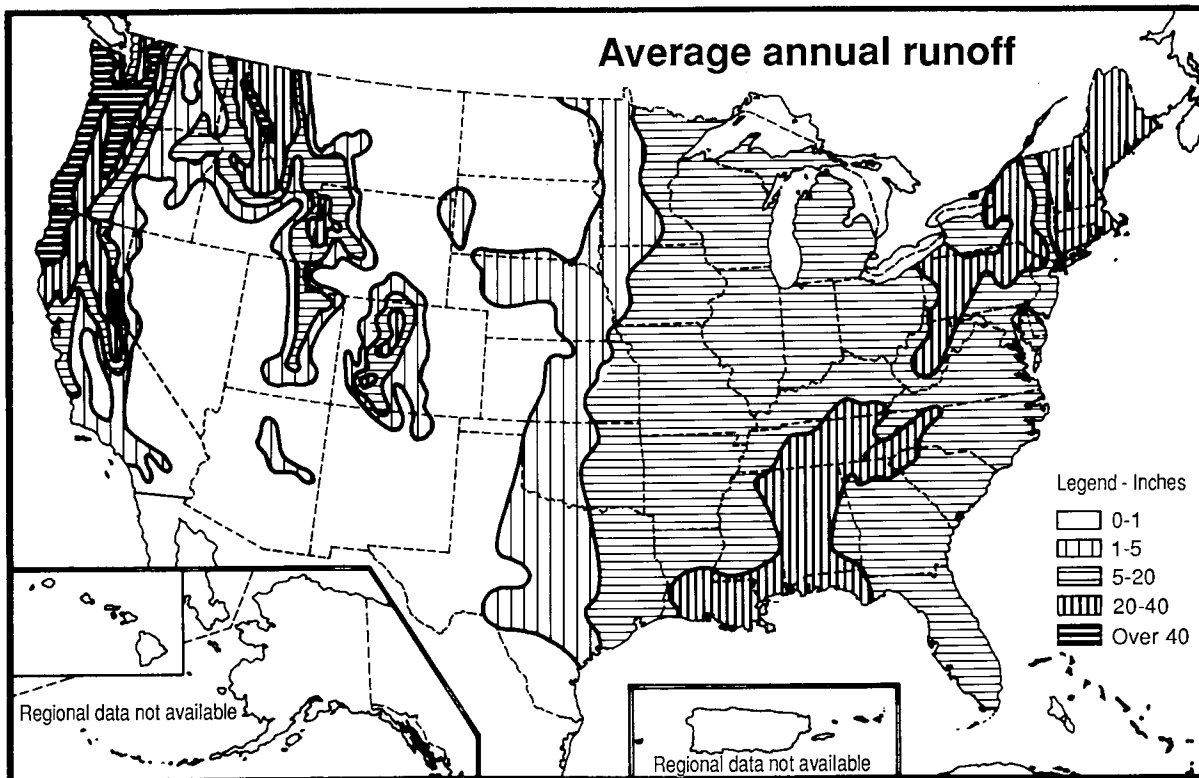 Average annual runoff
Legend - Inches
0-1
1-5
5-20
20-40
Over 40
Regional data not available
Regional data not available